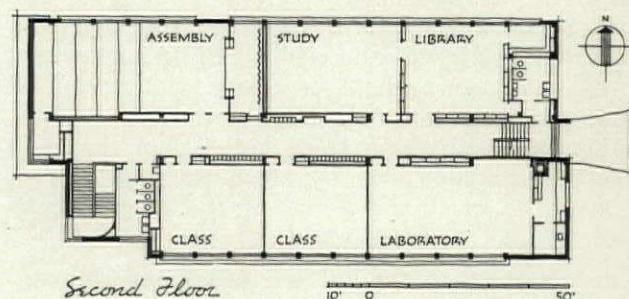 N
ASSEMBLY STUDY LIBRARY
CLASS CLASS LABORATORY
Second Floor
10' 0 50'